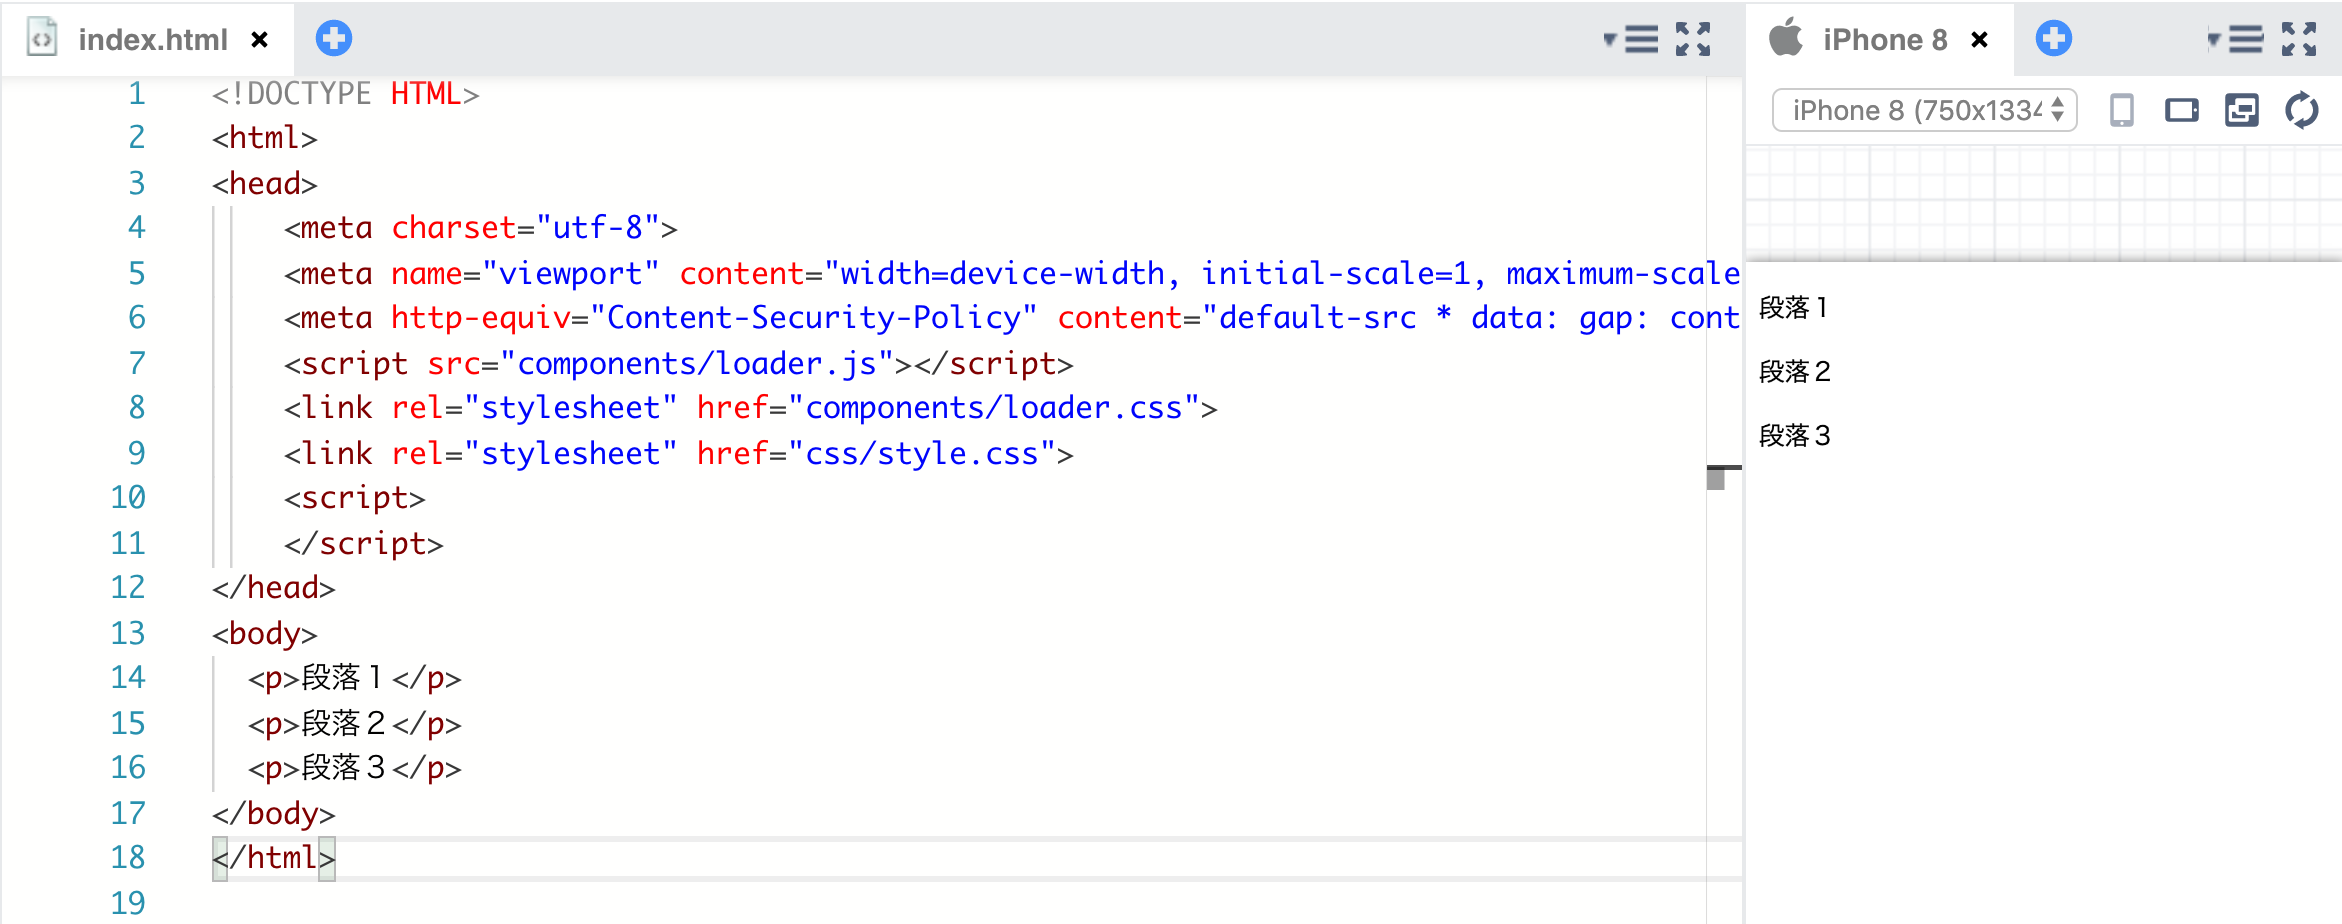 index.html
iPhone 8
iPhone 8 (750x1334
1 <!DOCTYPE HTML>
2 <html>
3 <head>
4 <meta charset="utf-8">
5 <meta name="viewport" content="width=device-width, initial-scale=1, maximum-scale
6 <meta http-equiv="Content-Security-Policy" content="default-src * data: gap: cont
7 <script src="components/loader.js"></script>
8 <link rel="stylesheet" href="components/loader.css">
9 <link rel="stylesheet" href="css/style.css">
10 <script>
11 </script>
12 </head>
13 <body>
14 <p>段落１</p>
15 <p>段落２</p>
16 <p>段落３</p>
17 </body>
18 </html>
19
段落１
段落２
段落３